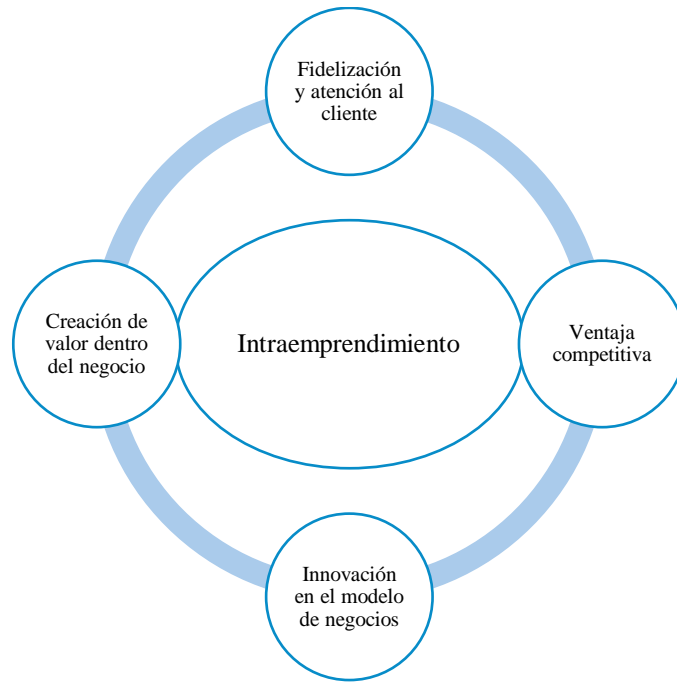 Fidelización
y atención al
cliente
Creación de
valor dentro
del negocio
Intraemprendimiento
Ventaja
competitiva
Innovación
en el modelo
de negocios